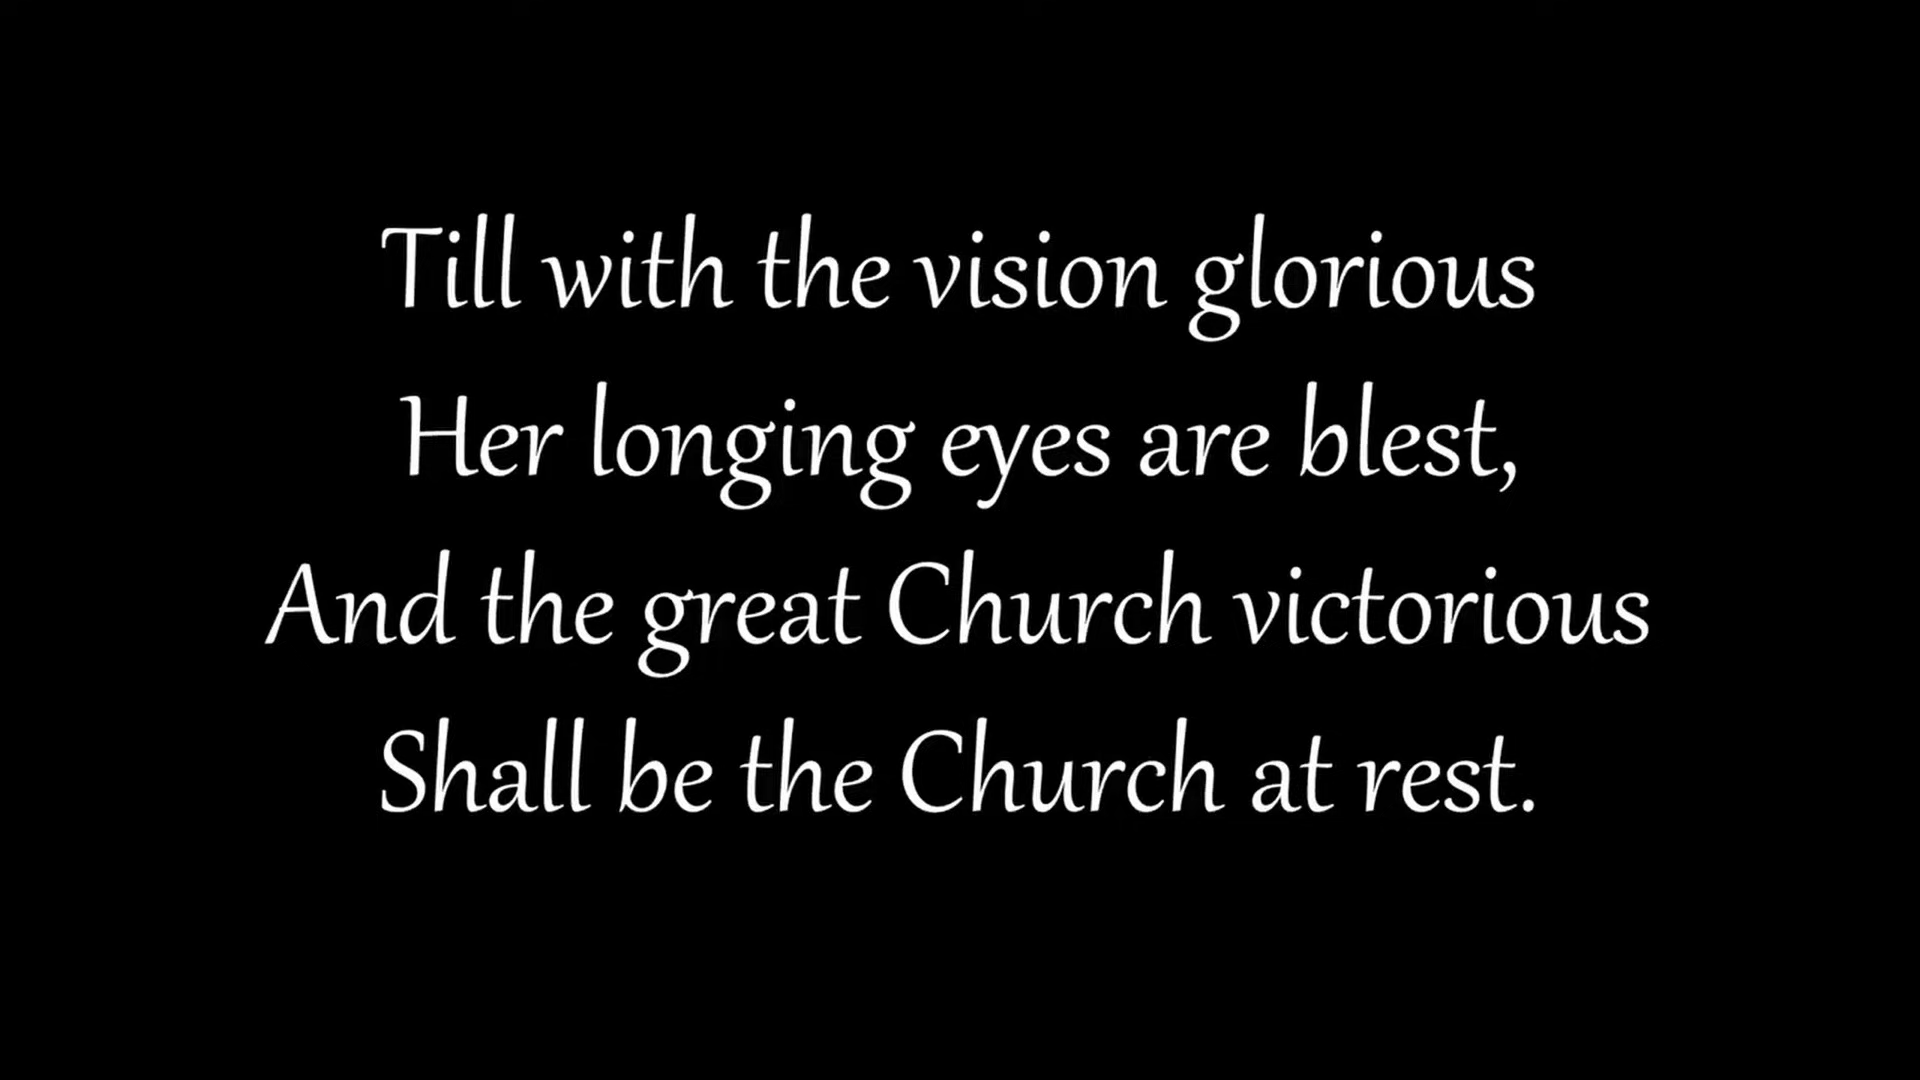 Till with the vision glorious
Her longing eyes are blest,
And the great Church victorious
Shall be the Church at rest.